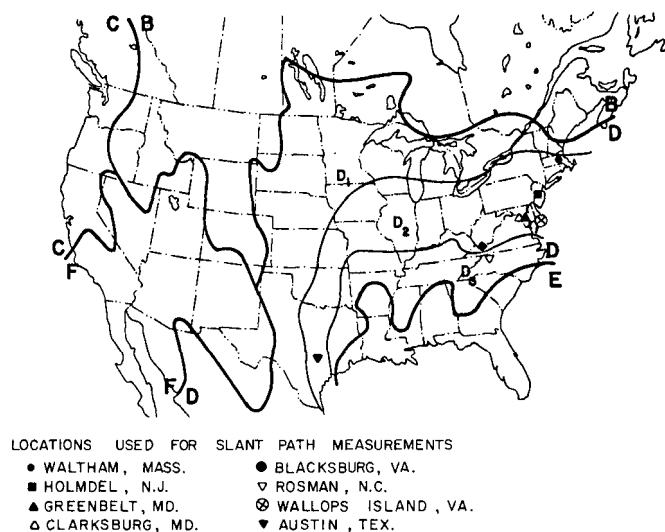 C B
B
D
D₁
D₂
C
F
D
D₃
E
F D
LOCATIONS USED FOR SLANT PATH MEASUREMENTS
WALTHAM, MASS.
BLACKSBURG, VA.
HOLMDEL, N.J.
ROSMAN, N.C.
GREENBELT, MD.
WALLOPS ISLAND, VA.
CLARKSBURG, MD.
AUSTIN, TEX.